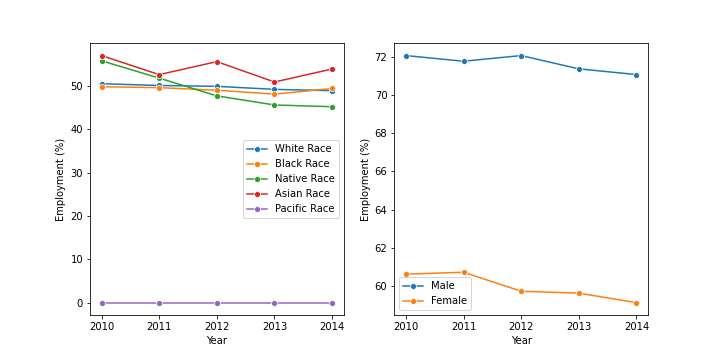 Employment (%)
50
40
30
20
10
0
2010 2011 2012 2013 2014
Year
White Race
Black Race
Native Race
Asian Race
Pacific Race
Employment (%)
72
70
68
66
64
62
60
2010 2011 2012 2013 2014
Year
Male
Female